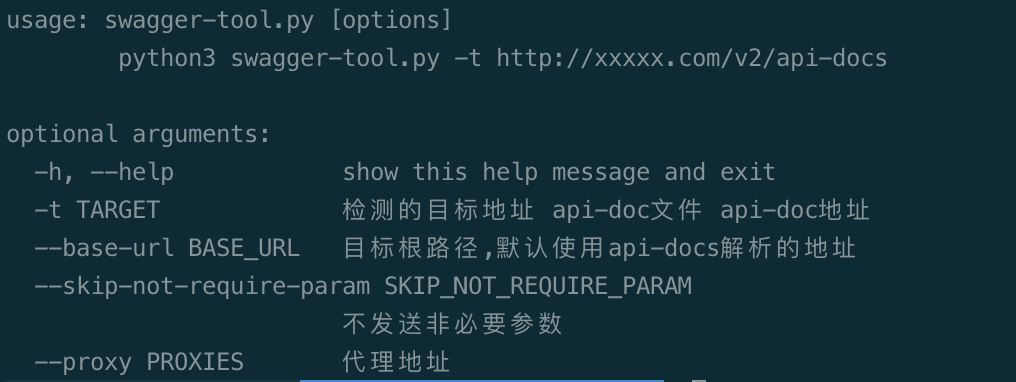 usage: swagger-tool.py [options]
python3 swagger-tool.py -t http://xxxxx.com/v2/api-docs
optional arguments:
-h, --help show this help message and exit
-t TARGET 检测的目标地址 api-doc文件 api-doc地址
--base-url BASE_URL 目标根路径,默认使用api-docs解析的地址
--skip-not-require-param SKIP_NOT_REQUIRE_PARAM
不发送非必要参数
--proxy PROXIES 代理地址